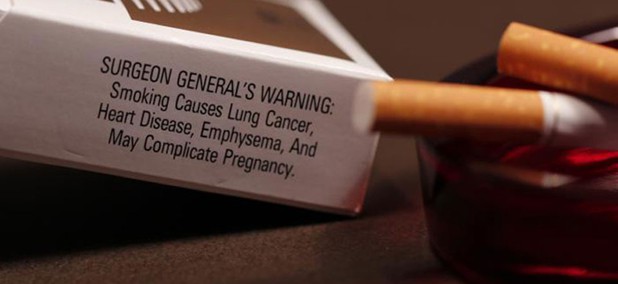 SURGEON GENERAL'S WARNING:
Smoking Causes Lung Cancer,
Heart Disease, Emphysema, And
May Complicate Pregnancy.